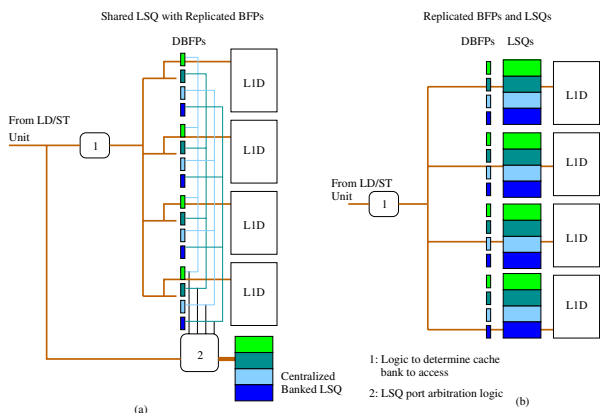 Shared LSQ with Replicated BFPs
DBFPs
L1D
From LD/ST
Unit
1
L1D
L1D
L1D
2
Centralized
Banked LSQ
(a)
Replicated BFPs and LSQs
DBFPs LSQs
L1D
L1D
From LD/ST
Unit
1
L1D
L1D
1: Logic to determine cache
bank to access
2: LSQ port arbitration logic
(b)